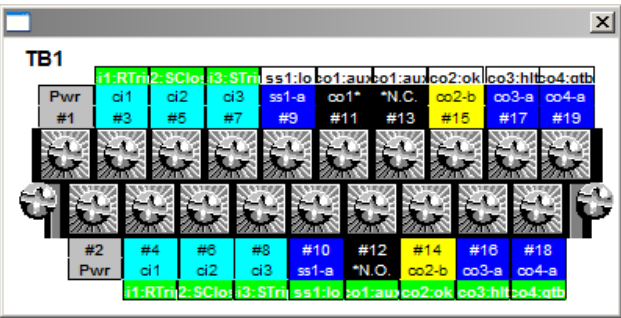 TB1
i1:RTri 2:SClos i3:STri ss1:lo co1:aux co1:aux co2:ok co3:hlt co4:gtb
Pwr ci1 ci2 ci3 ss1-a co1* *N.C. co2-b co3-a co4-a
#1 #3 #5 #7 #9 #11 #13 #15 #17 #19
#2 #4 #6 #8 #10 #12 #14 #16 #18
Pwr ci1 ci2 ci3 ss1-a *N.O. co2-b co3-a co4-a
i1:RTri 2:SClos i3:STri ss1:lo co1:aux co2:ok co3:hlt co4:gtb